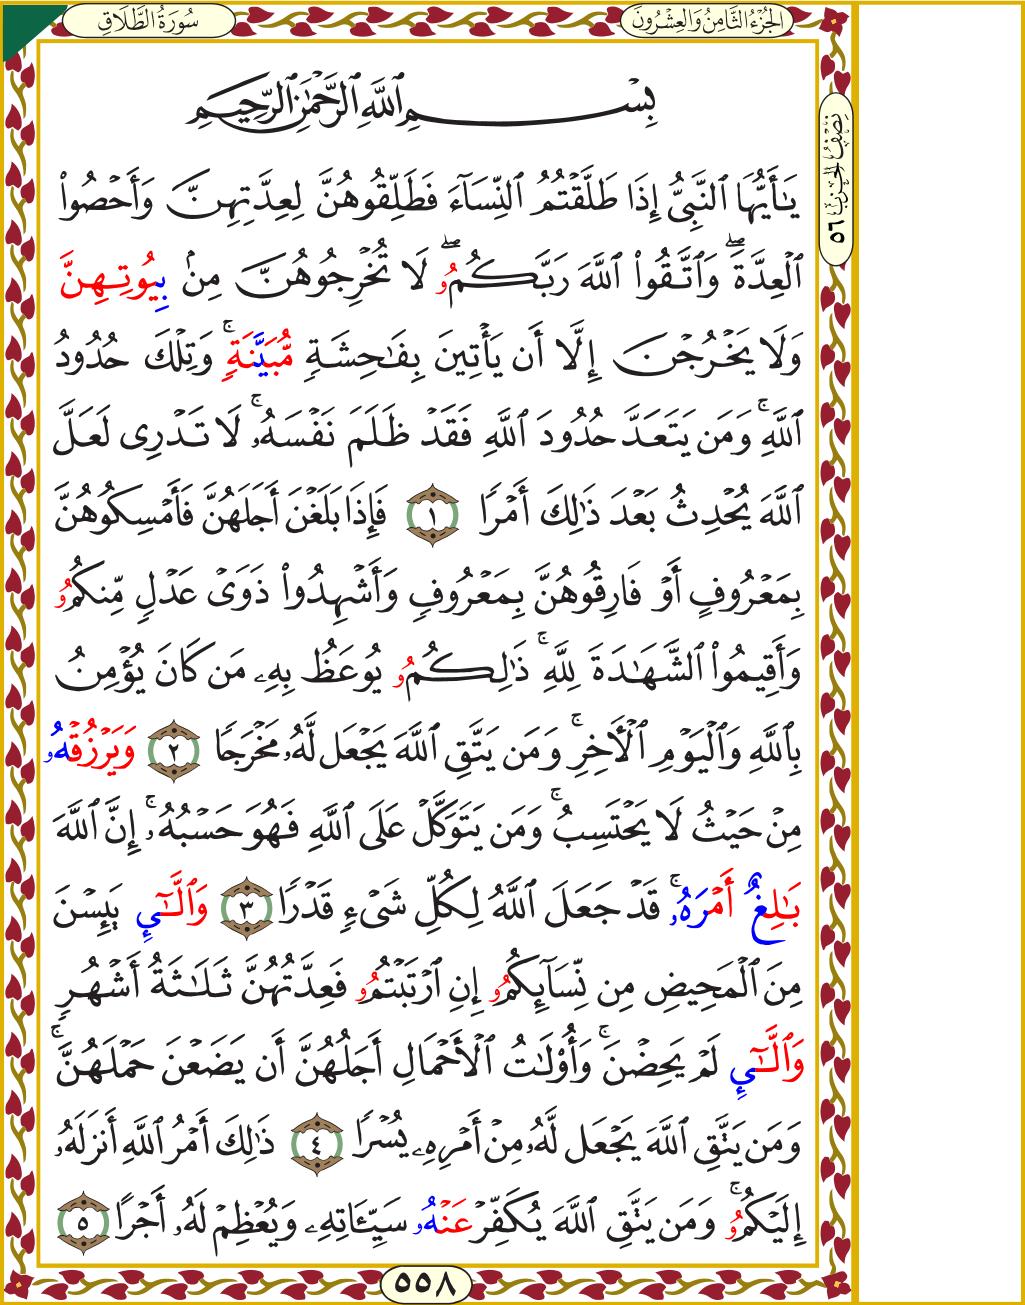 الجُزْءُ الثَّامِنُ وَالعِشْرُونَ
سُورَةُ الطَّلَاقِ
نِصْفُ الحِزْبِ ٥٦
بِسْمِ ٱللَّهِ ٱلرَّحْمَٰنِ ٱلرَّحِيمِ
يَٰٓأَيُّهَا ٱلنَّبِىُّ إِذَا طَلَّقْتُمُ ٱلنِّسَآءَ فَطَلِّقُوهُنَّ لِعِدَّتِهِنَّ وَأَحْصُوا۟
ٱلْعِدَّةَ ۖ وَٱتَّقُوا۟ ٱللَّهَ رَبَّكُمُۥ ۖ لَا تُخْرِجُوهُنَّ مِنۢ بِيُوتِهِنَّ
وَلَا يَخْرُجْنَ إِلَّا أَن يَأْتِينَ بِفَٰحِشَةٍ مُّبَيَّنَةٍ ۚ وَتِلْكَ حُدُودُ
ٱللَّهِ ۚ وَمَن يَتَعَدَّ حُدُودَ ٱللَّهِ فَقَدْ ظَلَمَ نَفْسَهُۥ ۚ لَا تَدْرِى لَعَلَّ
ٱللَّهَ يُحْدِثُ بَعْدَ ذَٰلِكَ أَمْرًا ١ فَإِذَا بَلَغْنَ أَجَلَهُنَّ فَأَمْسِكُوهُنَّ
بِمَعْرُوفٍ أَوْ فَارِقُوهُنَّ بِمَعْرُوفٍ وَأَشْهِدُوا۟ ذَوَىْ عَدْلٍ مِّنكُمُۥ
وَأَقِيمُوا۟ ٱلشَّهَٰدَةَ لِلَّهِ ۚ ذَٰلِكُمُۥ يُوعَظُ بِهِۦ مَن كَانَ يُؤْمِنُ
بِٱللَّهِ وَٱلْيَوْمِ ٱلْأَخِرِ ۚ وَمَن يَتَّقِ ٱللَّهَ يَجْعَل لَّهُۥ مَخْرَجًا ٢ وَيَرْزُقْهُۥ
مِنْ حَيْثُ لَا يَحْتَسِبُ ۚ وَمَن يَتَوَكَّلْ عَلَى ٱللَّهِ فَهُوَ حَسْبُهُۥ ۚ إِنَّ ٱللَّهَ
بَٰلِغٌ أَمْرَهُۥ ۚ قَدْ جَعَلَ ٱللَّهُ لِكُلِّ شَىْءٍ قَدْرًا ٣ وَٱلَّٰٓـِٔي يَئِسْنَ
مِنَ ٱلْمَحِيضِ مِن نِّسَآئِكُمُۥ إِنِ ٱرْتَبْتُمُۥ فَعِدَّتُهُنَّ ثَلَٰثَةُ أَشْهُرٍ
وَٱلَّٰٓـِٔي لَمْ يَحِضْنَ ۚ وَأُو۟لَٰتُ ٱلْأَحْمَالِ أَجَلُهُنَّ أَن يَضَعْنَ حَمْلَهُنَّ ۚ
وَمَن يَتَّقِ ٱللَّهَ يَجْعَل لَّهُۥ مِنْ أَمْرِهِۦ يُسْرًا ٤ ذَٰلِكَ أَمْرُ ٱللَّهِ أَنزَلَهُۥ
إِلَيْكُمُۥ ۚ وَمَن يَتَّقِ ٱللَّهَ يُكَفِّرْ عَنْهُۥ سَيِّـَٔاتِهِۦ وَيُعْظِمْ لَهُۥ أَجْرًا ٥
٥٥٨